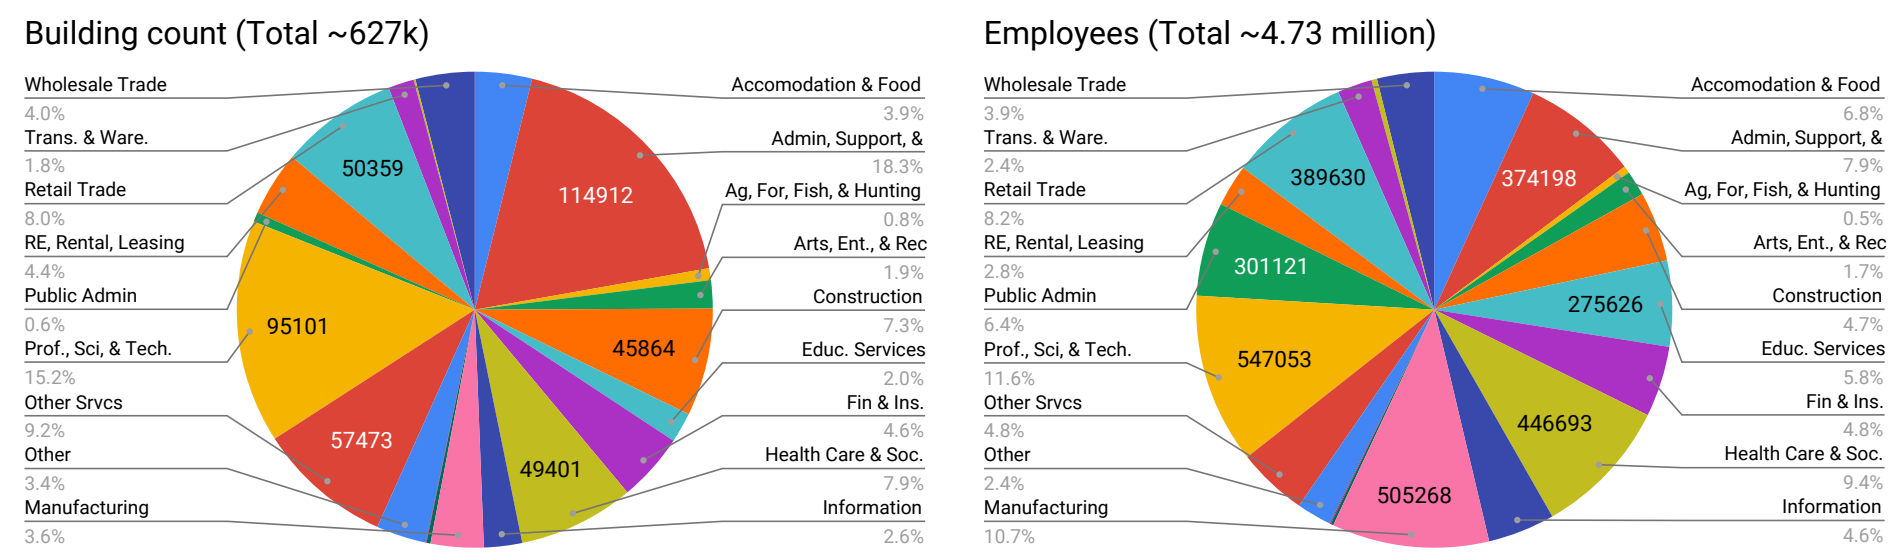 Building count (Total ~627k)
Wholesale Trade
4.0%
Trans. & Ware.
1.8%
Retail Trade
8.0%
RE, Rental, Leasing
4.4%
Public Admin
0.6%
Prof., Sci, & Tech.
15.2%
Other Srvcs
9.2%
Other
3.4%
Manufacturing
3.6%
50359
114912
95101
45864
57473
49401
Accomodation & Food
3.9%
Admin, Support, &
18.3%
Ag, For, Fish, & Hunting
0.8%
Arts, Ent., & Rec
1.9%
Construction
7.3%
Educ. Services
2.0%
Fin & Ins.
4.6%
Health Care & Soc.
7.9%
Information
2.6%
Employees (Total ~4.73 million)
Wholesale Trade
3.9%
Trans. & Ware.
2.4%
Retail Trade
8.2%
RE, Rental, Leasing
2.8%
Public Admin
6.4%
Prof., Sci, & Tech.
11.6%
Other Srvcs
4.8%
Other
2.4%
Manufacturing
10.7%
389630
374198
301121
275626
547053
446693
505268
Accomodation & Food
6.8%
Admin, Support, &
7.9%
Ag, For, Fish, & Hunting
0.5%
Arts, Ent., & Rec
1.7%
Construction
4.7%
Educ. Services
5.8%
Fin & Ins.
4.8%
Health Care & Soc.
9.4%
Information
4.6%